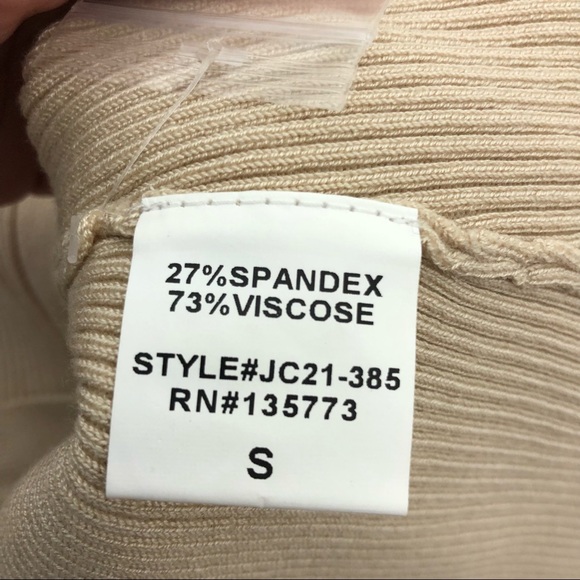 27%SPANDEX
73%VISCOSE
STYLE#JC21-385
RN#135773
S